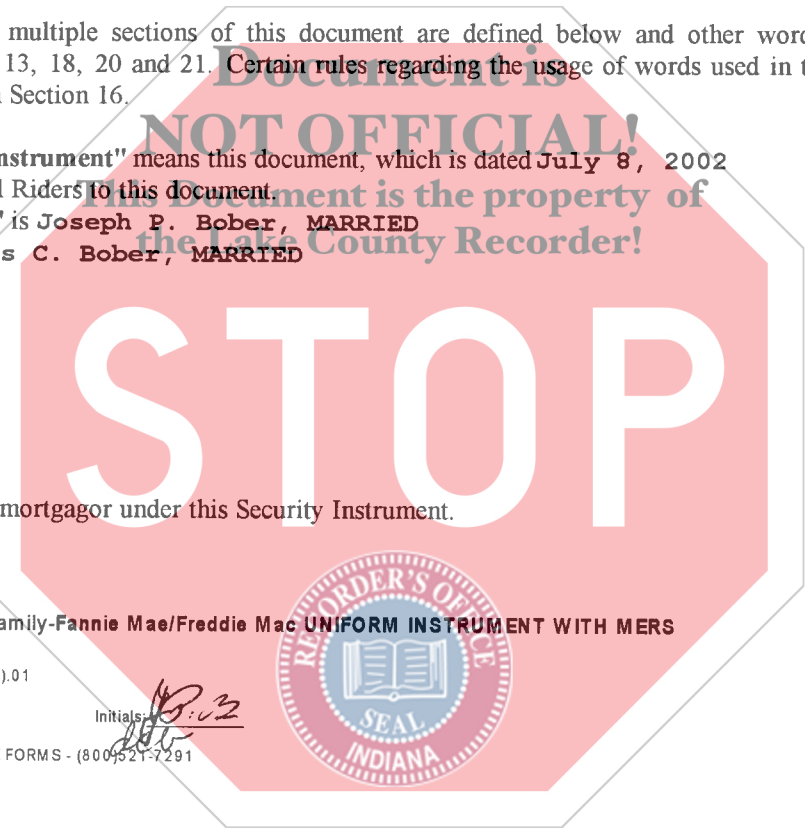 multiple sections of this document are defined below and other word
13, 18, 20 and 21. Certain rules regarding the usage of words used in t
Section 16.
Document is
NOT OFFICIAL!
nstrument" means this document, which is dated July 8, 2002
Riders to this document.
This Document is the property of
" is Joseph P. Bober, MARRIED
the Lake County Recorder!
s C. Bober, MARRIED
STOP
mortgagor under this Security Instrument.
RECORDER'S OFFICE
amily-Fannie Mae/Freddie Mac UNIFORM INSTRUMENT WITH MERS
).01
Initials:
SEAL
FORMS - (800)521-7291
INDIANA